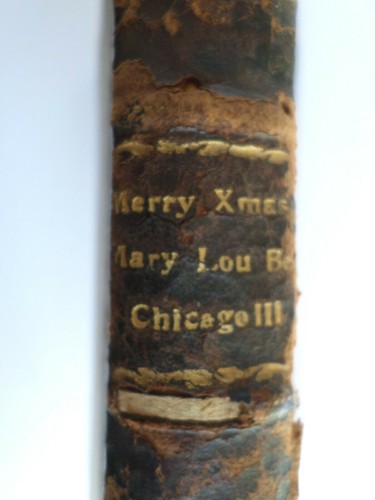 Merry Xmas
Mary Lou
Chicago Ill